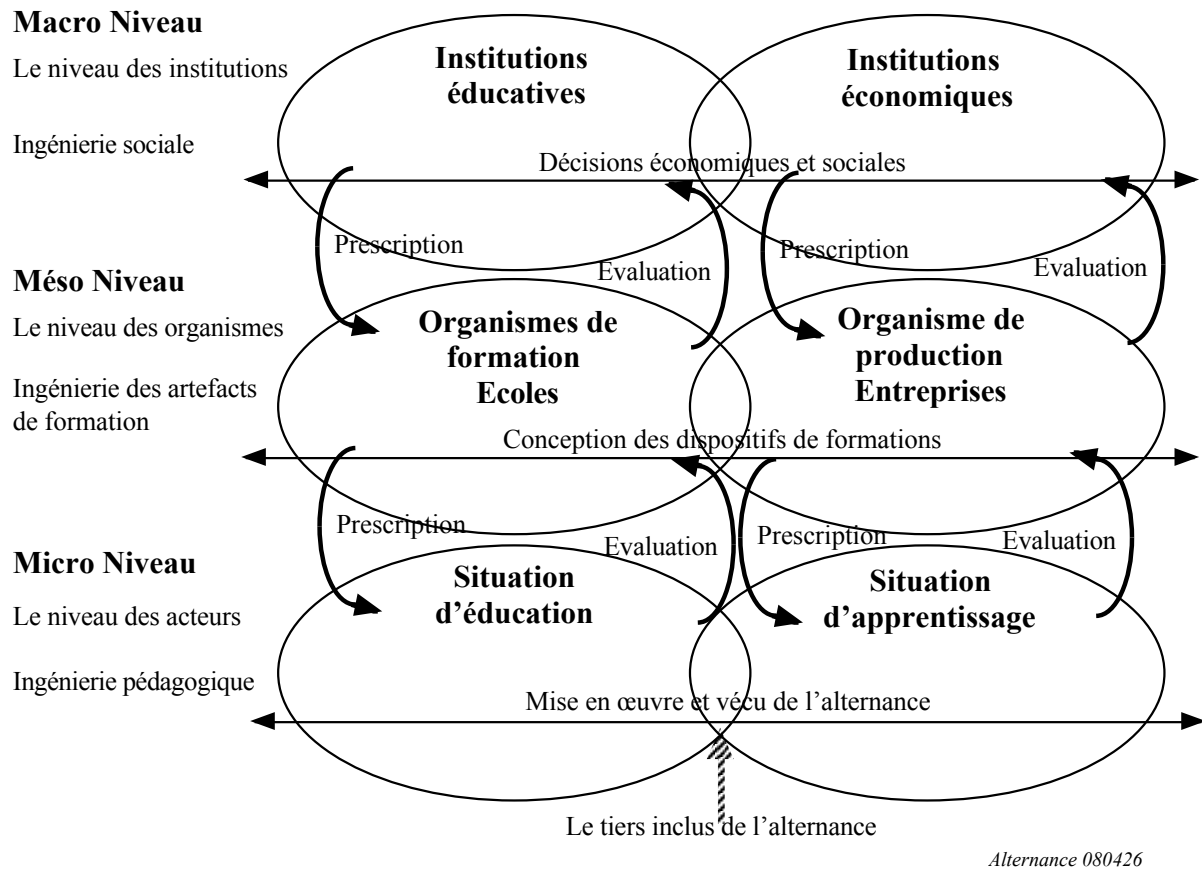 Macro Niveau
Le niveau des institutions
Ingénierie sociale
Institutions
éducatives
Institutions
économiques
Décisions économiques et sociales
Prescription
Evaluation
Prescription
Evaluation
Méso Niveau
Le niveau des organismes
Ingénierie des artefacts
de formation
Organismes de
formation
Ecoles
Organisme de
production
Entreprises
Conception des dispositifs de formations
Prescription
Evaluation
Prescription
Evaluation
Micro Niveau
Le niveau des acteurs
Ingénierie pédagogique
Situation
d’éducation
Situation
d’apprentissage
Mise en œuvre et vécu de l’alternance
Le tiers inclus de l’alternance
Alternance 080426